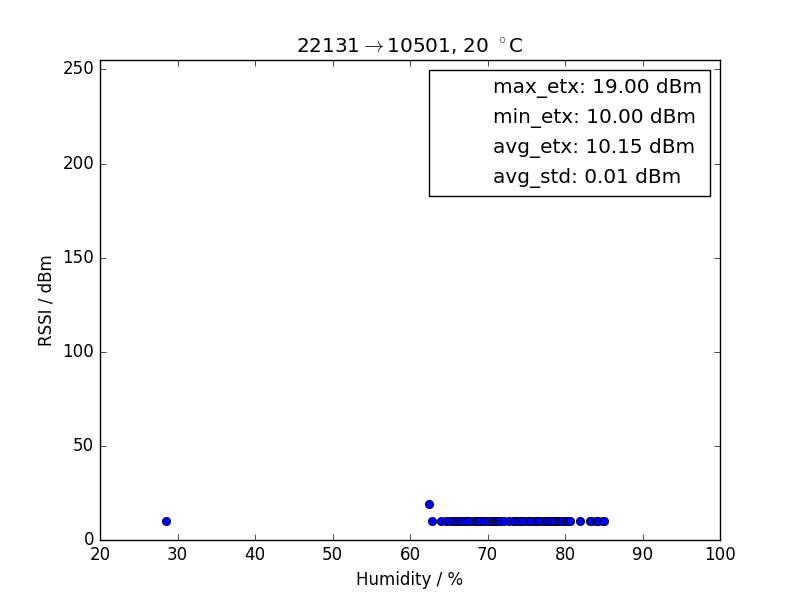 22131→10501, 20 °C
max_etx: 19.00 dBm
min_etx: 10.00 dBm
avg_etx: 10.15 dBm
avg_std: 0.01 dBm
RSSI / dBm
250
200
150
100
50
0
20 30 40 50 60 70 80 90 100
Humidity / %